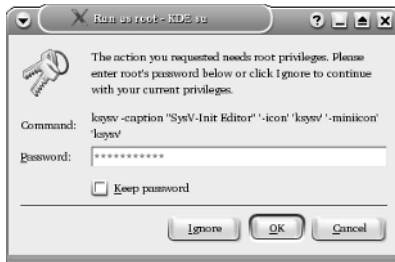 Run as root - KDE su
The action you requested needs root privileges. Please
enter root's password below or click Ignore to continue
with your current privileges.
Command: ksysv -caption "SysV-Init Editor" '-icon' 'ksysv' '-miniicon'
'ksysv'
Password: ***********
Keep password
Ignore OK Cancel